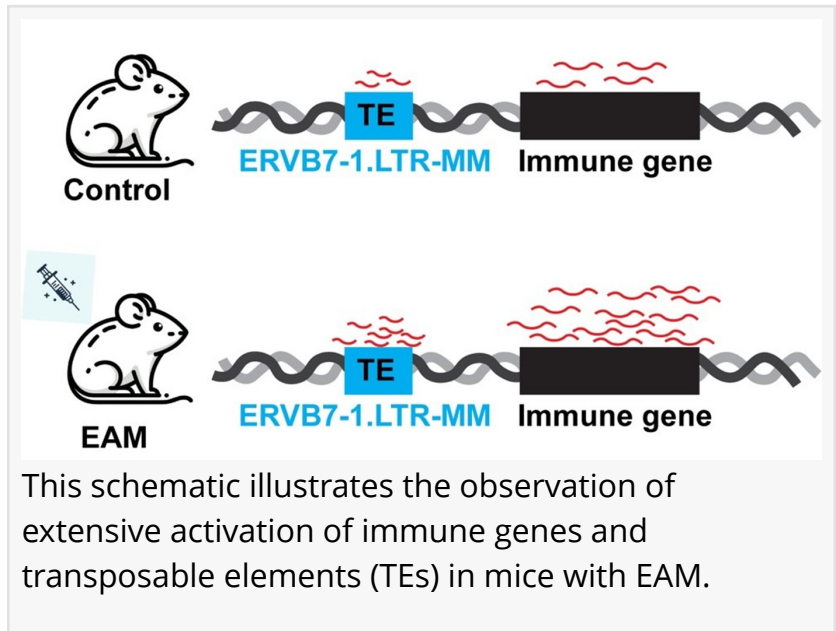 TE
ERVB7-1.LTR-MM Immune gene
Control
TE
ERVB7-1.LTR-MM Immune gene
EAM
This schematic illustrates the observation of
extensive activation of immune genes and
transposable elements (TEs) in mice with EAM.